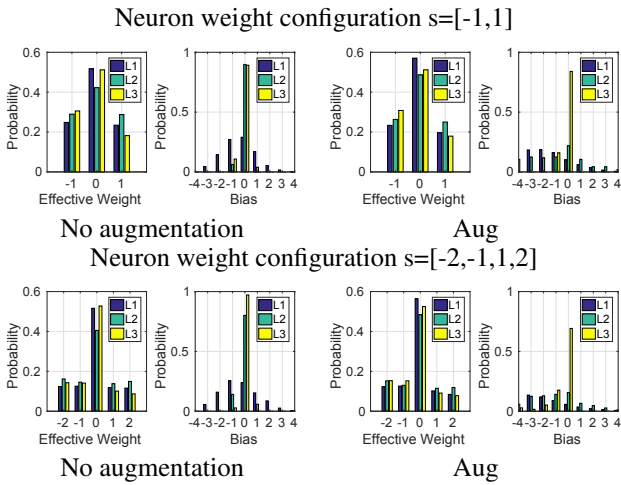 Neuron weight configuration s=[-1,1]
Probability
0.6
0.4
0.2
0
-1 0 1
Effective Weight
L1
L2
L3
Probability
1
0.5
0
-4-3 -2 -1 0 1 2 3 4
Bias
L1
L2
L3
Probability
0.6
0.4
0.2
0
-1 0 1
Effective Weight
L1
L2
L3
Probability
1
0.5
0
-4-3 -2 -1 0 1 2 3 4
Bias
L1
L2
L3
No augmentation
Aug
Neuron weight configuration s=[-2,-1,1,2]
Probability
0.6
0.4
0.2
0
-2 -1 0 1 2
Effective Weight
L1
L2
L3
Probability
1
0.5
0
-4-3 -2 -1 0 1 2 3 4
Bias
L1
L2
L3
Probability
0.6
0.4
0.2
0
-2 -1 0 1 2
Effective Weight
L1
L2
L3
Probability
1
0.5
0
-4-3 -2 -1 0 1 2 3 4
Bias
L1
L2
L3
No augmentation
Aug